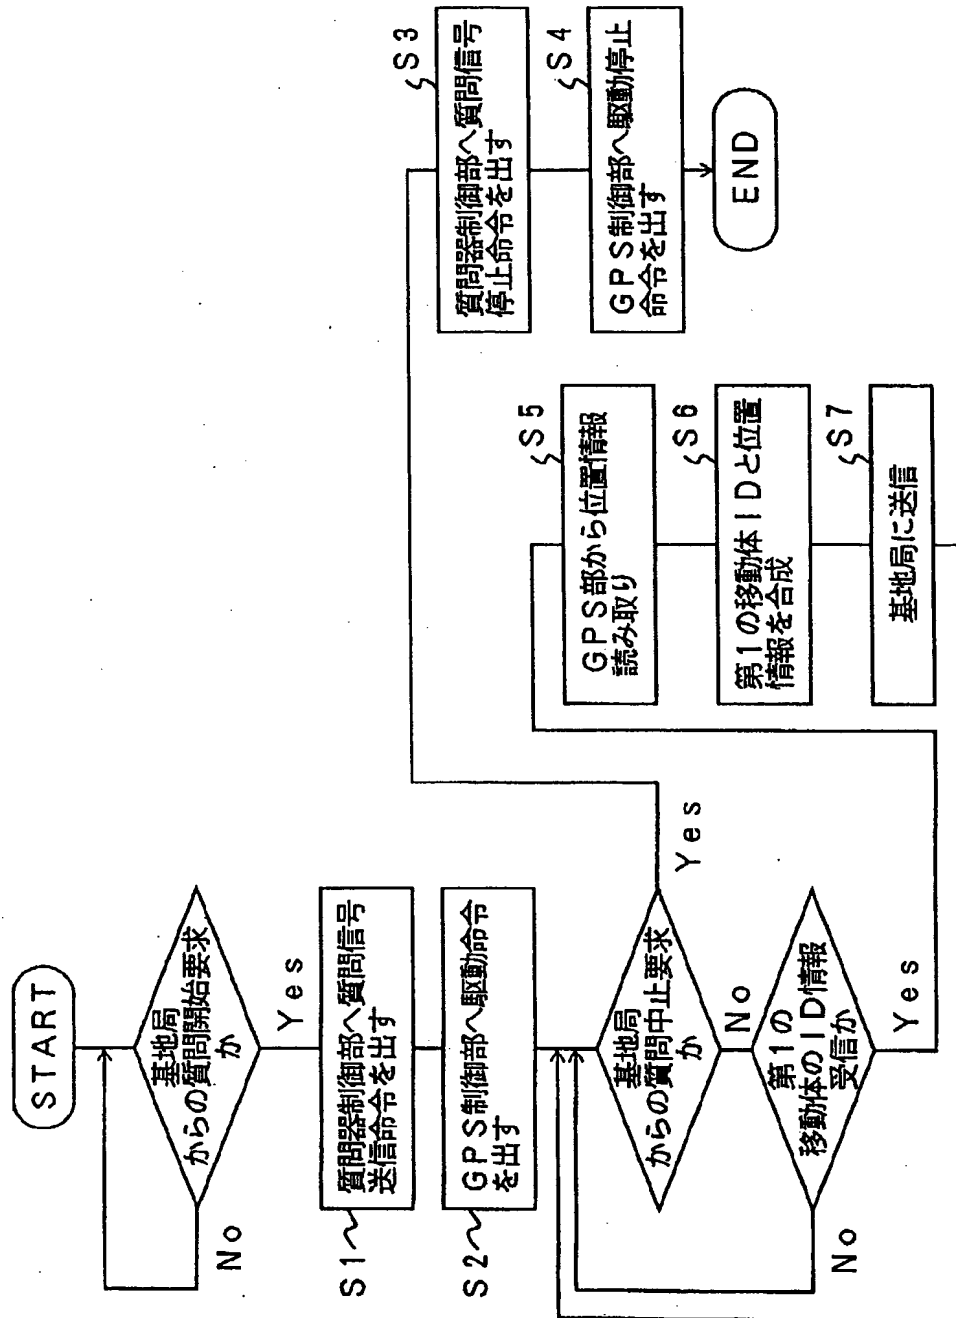 START
基地局
からの質問開始要求
か
No
Yes
S1
質問器制御部へ質問信号
送信命令を出す
S2
GPS制御部へ駆動命令
を出す
基地局
からの質問中止要求
か
Yes
No
第1の
移動体のID情報
受信か
No
Yes
S3
質問器制御部へ質問信号
停止命令を出す
S4
GPS制御部へ駆動停止
命令を出す
END
S5
GPS部から位置情報
読み取り
S6
第1の移動体IDと位置
情報を合成
S7
基地局に送信